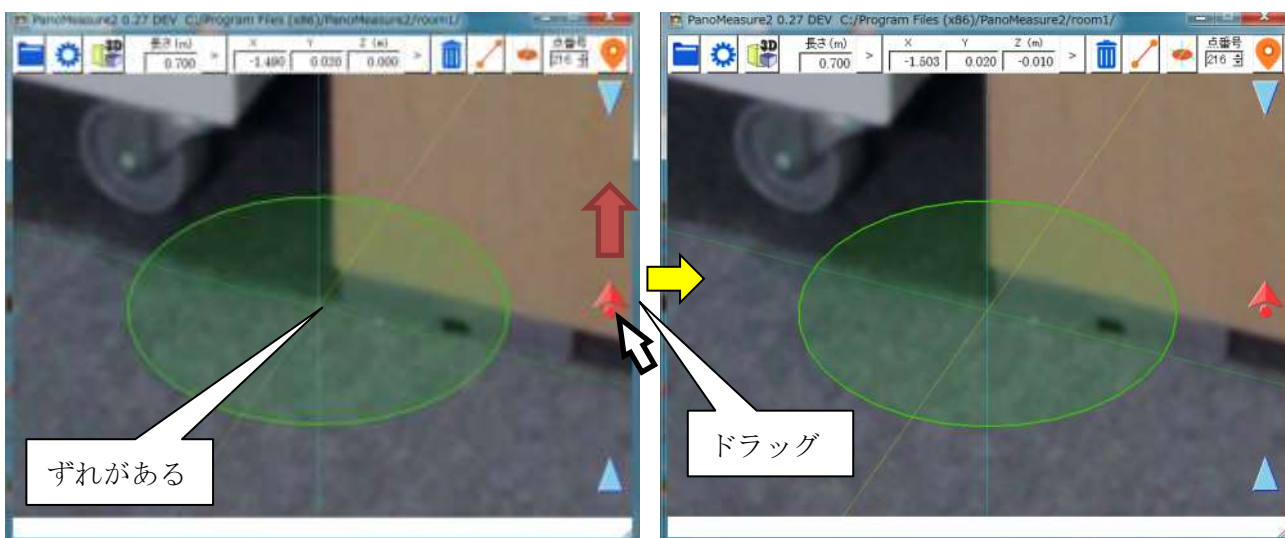 PanoMeasure2 0.27 DEV C:/Program Files (x86)/PanoMeasure2/room1/
3D
長さ(m)
0.700
>
X Y Z (m)
-1.490 0.020 0.000
>
点番号
216
ずれがある
PanoMeasure2 0.27 DEV C:/Program Files (x86)/PanoMeasure2/room1/
3D
長さ(m)
0.700
>
X Y Z (m)
-1.503 0.020 -0.010
>
点番号
216
ドラッグ